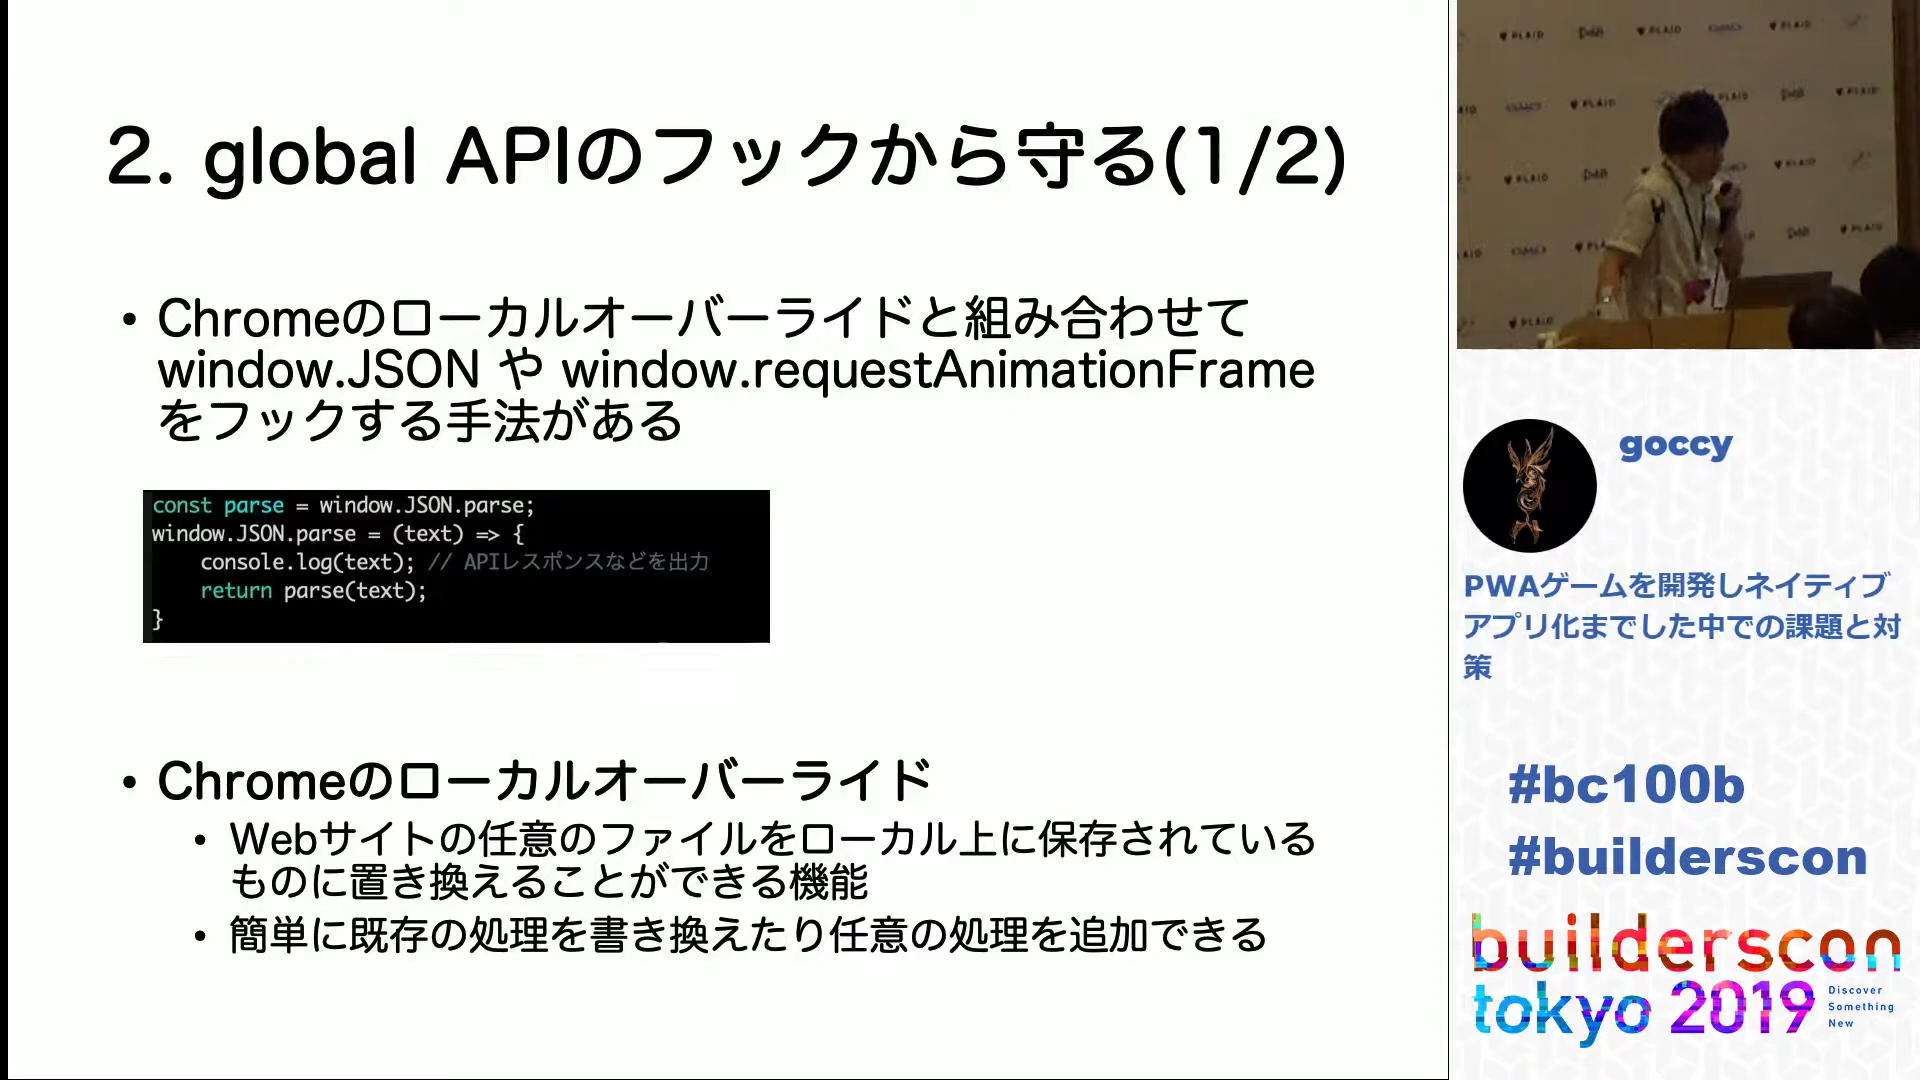 2. global APIのフックから守る(1/2)
• Chromeのローカルオーバーライドと組み合わせて
window.JSON や window.requestAnimationFrame
をフックする手法がある
const parse = window.JSON.parse;
window.JSON.parse = (text) => {
console.log(text); // APIレスポンスなどを出力
return parse(text);
}
• Chromeのローカルオーバーライド
• Webサイトの任意のファイルをローカル上に保存されている
ものに置き換えることができる機能
• 簡単に既存の処理を書き換えたり任意の処理を追加できる
PLAID
PLAID
PLAID
PLAID
PLAID
PLAID
PLAID
PLAID
PLAID
PLAID
goccy
PWAゲームを開発しネイティブ
アプリ化までした中での課題と対
策
#bc100b
#builderscon
builderscon
tokyo 2019
Discover
Something
New